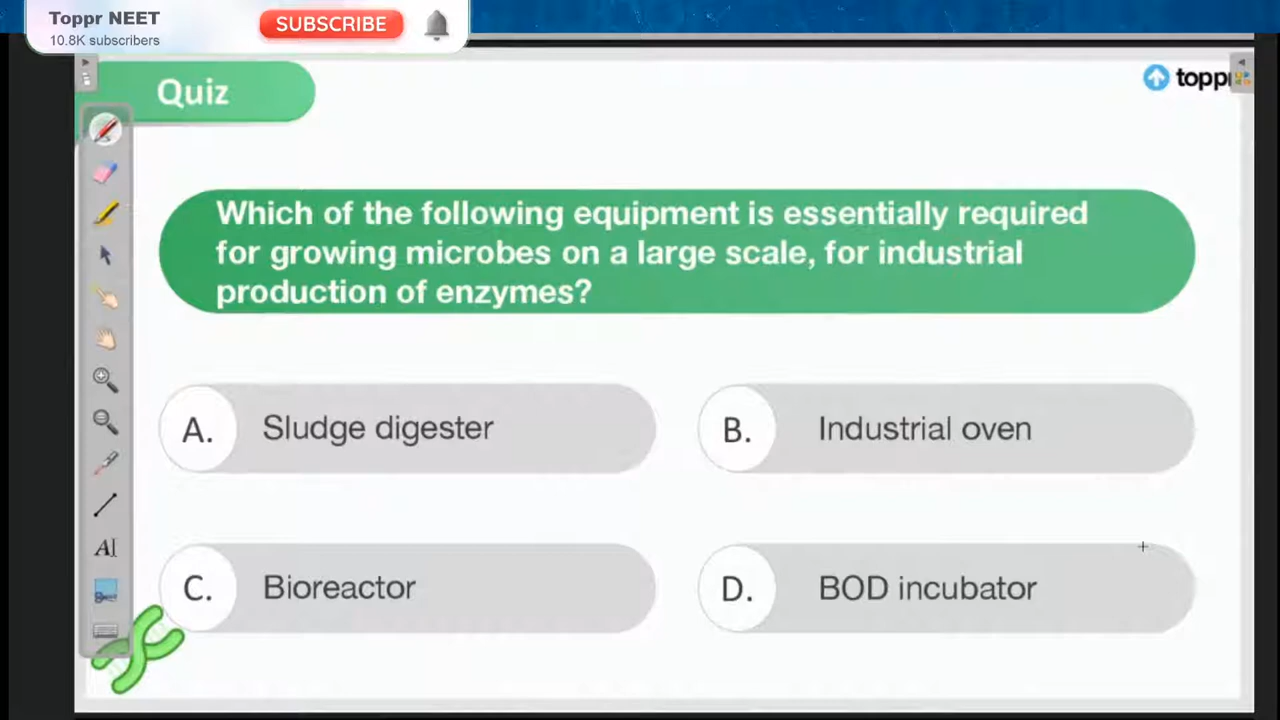 Toppr NEET
10.8K subscribers
SUBSCRIBE
Quiz
toppr
Which of the following equipment is essentially required
for growing microbes on a large scale, for industrial
production of enzymes?
A. Sludge digester
B. Industrial oven
C. Bioreactor
D. BOD incubator
A